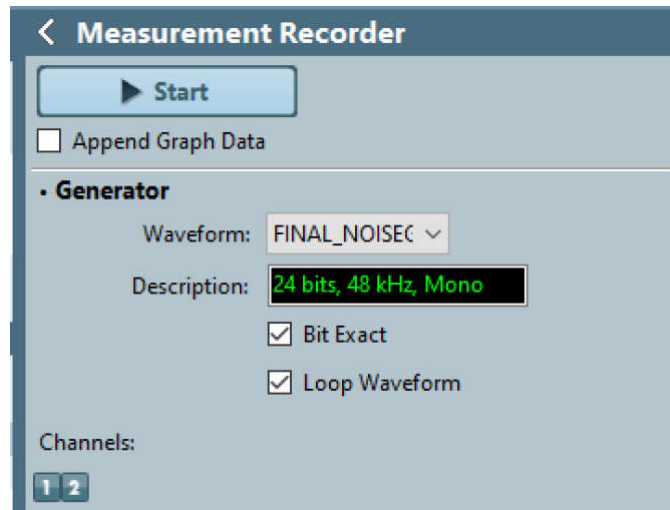 Measurement Recorder
Start
Append Graph Data
• Generator
Waveform: FINAL_NOISEC
Description: 24 bits, 48 kHz, Mono
Bit Exact
Loop Waveform
Channels:
1 2